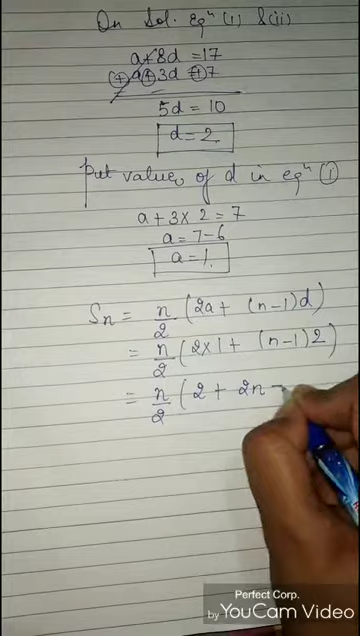 On Sol. Eqⁿ (i) & (ii)
a + 8d = 17
(+) a (+) 3d = (+) 7
5d = 10
d = 2
Put value of d in eqⁿ ①
a + 3 × 2 = 7
a = 7 - 6
a = 1.
Sn = n/2 (2a + (n-1)d)
= n/2 (2×1 + (n-1)2)
= n/2 (2 + 2n -
Perfect Corp.
by YouCam Video